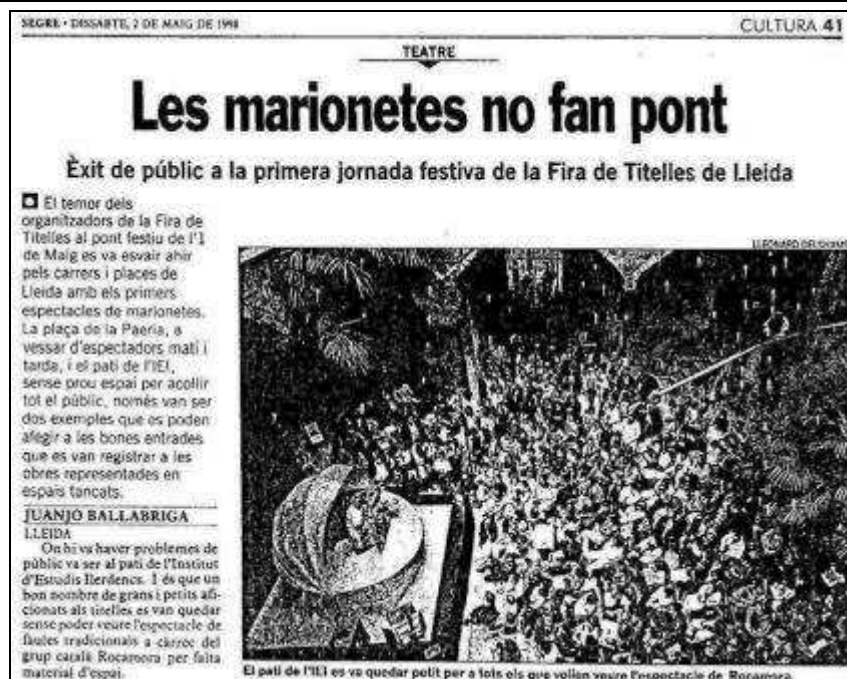 SEGRE • DISSABTE, 2 DE MAIG DE 1998
CULTURA 41
TEATRE
Les marionetes no fan pont
Èxit de públic a la primera jornada festiva de la Fira de Titelles de Lleida
El temor dels
organitzadors de la Fira de
Titelles al pont festiu de l'1
de Maig es va esvair ahir
pels carrers i places de
Lleida amb els primers
espectacles de marionetes.
La plaça de la Paeria, a
vessar d'espectadors matí i
tarda, i el pati de l'IEI,
sense prou espai per acollir
tot el públic, només van ser
dos exemples que es poden
afegir a les bones entrades
que es van registrar a les
obres representades en
espais tancats.
JUANJO BALLABRIGA
LLEIDA
On hi va haver problemes de
públic va ser al pati de l'Institut
d'Estudis Ilerdencs. I és que un
bon nombre de grans i petits afi-
cionats als titelles es van quedar
sense poder veure l'espectacle de
faules tradicionals a càrrec del
grup català Rocamora per falta
material d'espai.
LLEONARD
El pati de l'IEI es va quedar petit per a tots els que volien veure l'espectacle de Rocamora.